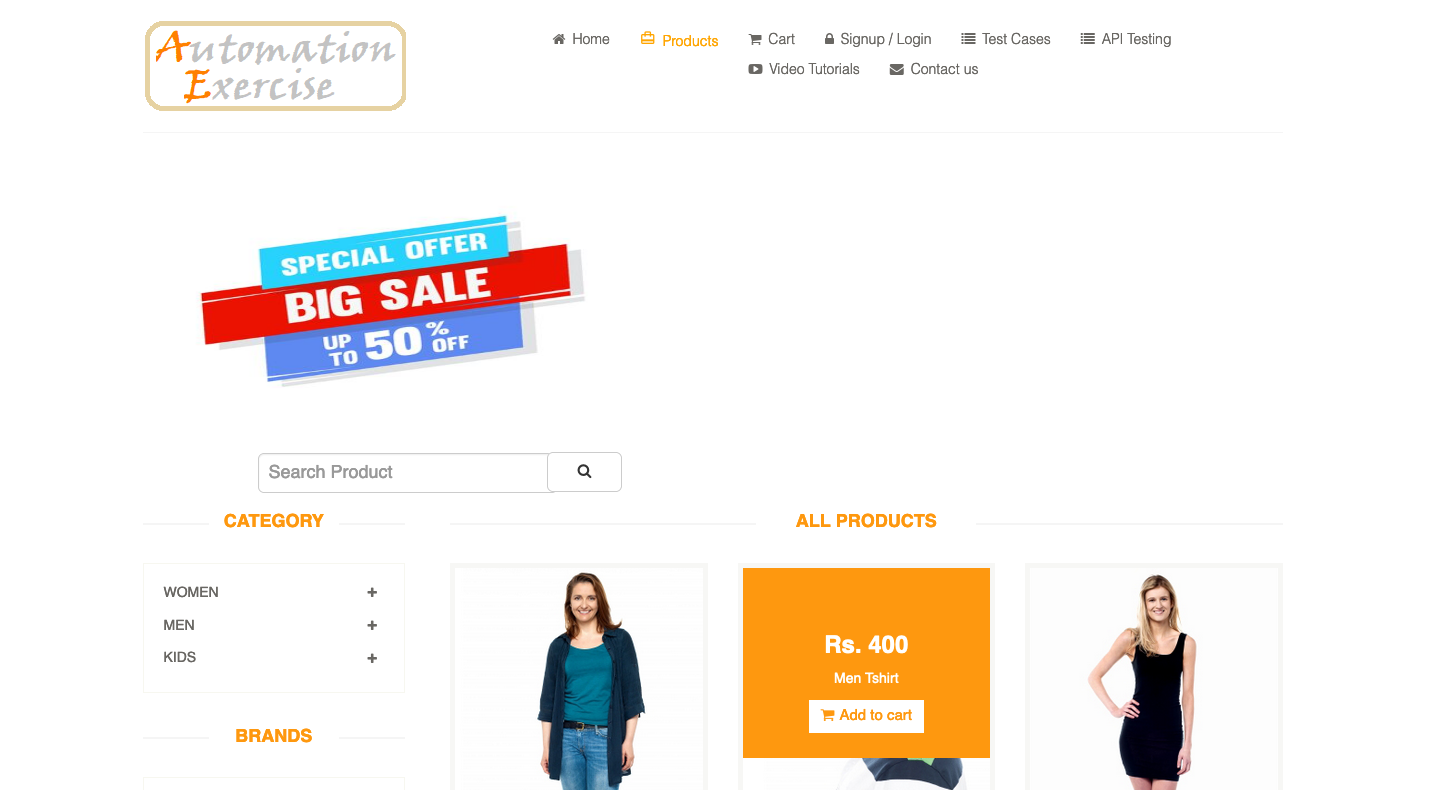 Automation
Exercise
Home
Products
Cart
Signup / Login
Test Cases
API Testing
Video Tutorials
Contact us
SPECIAL OFFER
BIG SALE
UP TO 50% OFF
Search Product
CATEGORY
WOMEN
MEN
KIDS
BRANDS
ALL PRODUCTS
Rs. 400
Men Tshirt
Add to cart